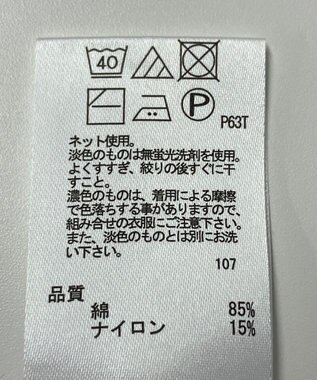 40
P
P63T
ネット使用。
淡色のものは無蛍光洗剤を使用。
よくすすぎ、絞りの後すぐに干
すこと。
濃色のものは、着用による摩擦
で色落ちする事がありますので、
組み合せの衣服にご注意下さい。
また、淡色のものとは別にお洗
い下さい。
107
品質
綿 85%
ナイロン 15%